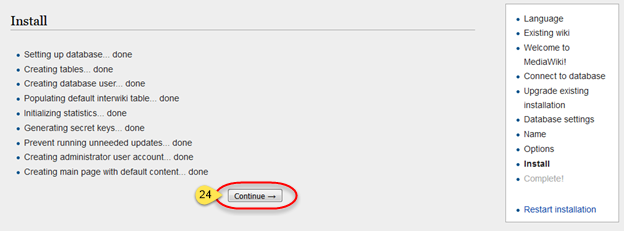 Install
Setting up database... done
Creating tables... done
Creating database user... done
Populating default interwiki table... done
Initializing statistics... done
Generating secret keys... done
Prevent running unneeded updates... done
Creating administrator user account... done
Creating main page with default content... done
24
Continue →
Language
Existing wiki
Welcome to
MediaWiki!
Connect to database
Upgrade existing
installation
Database settings
Name
Options
Install
Complete!
Restart installation